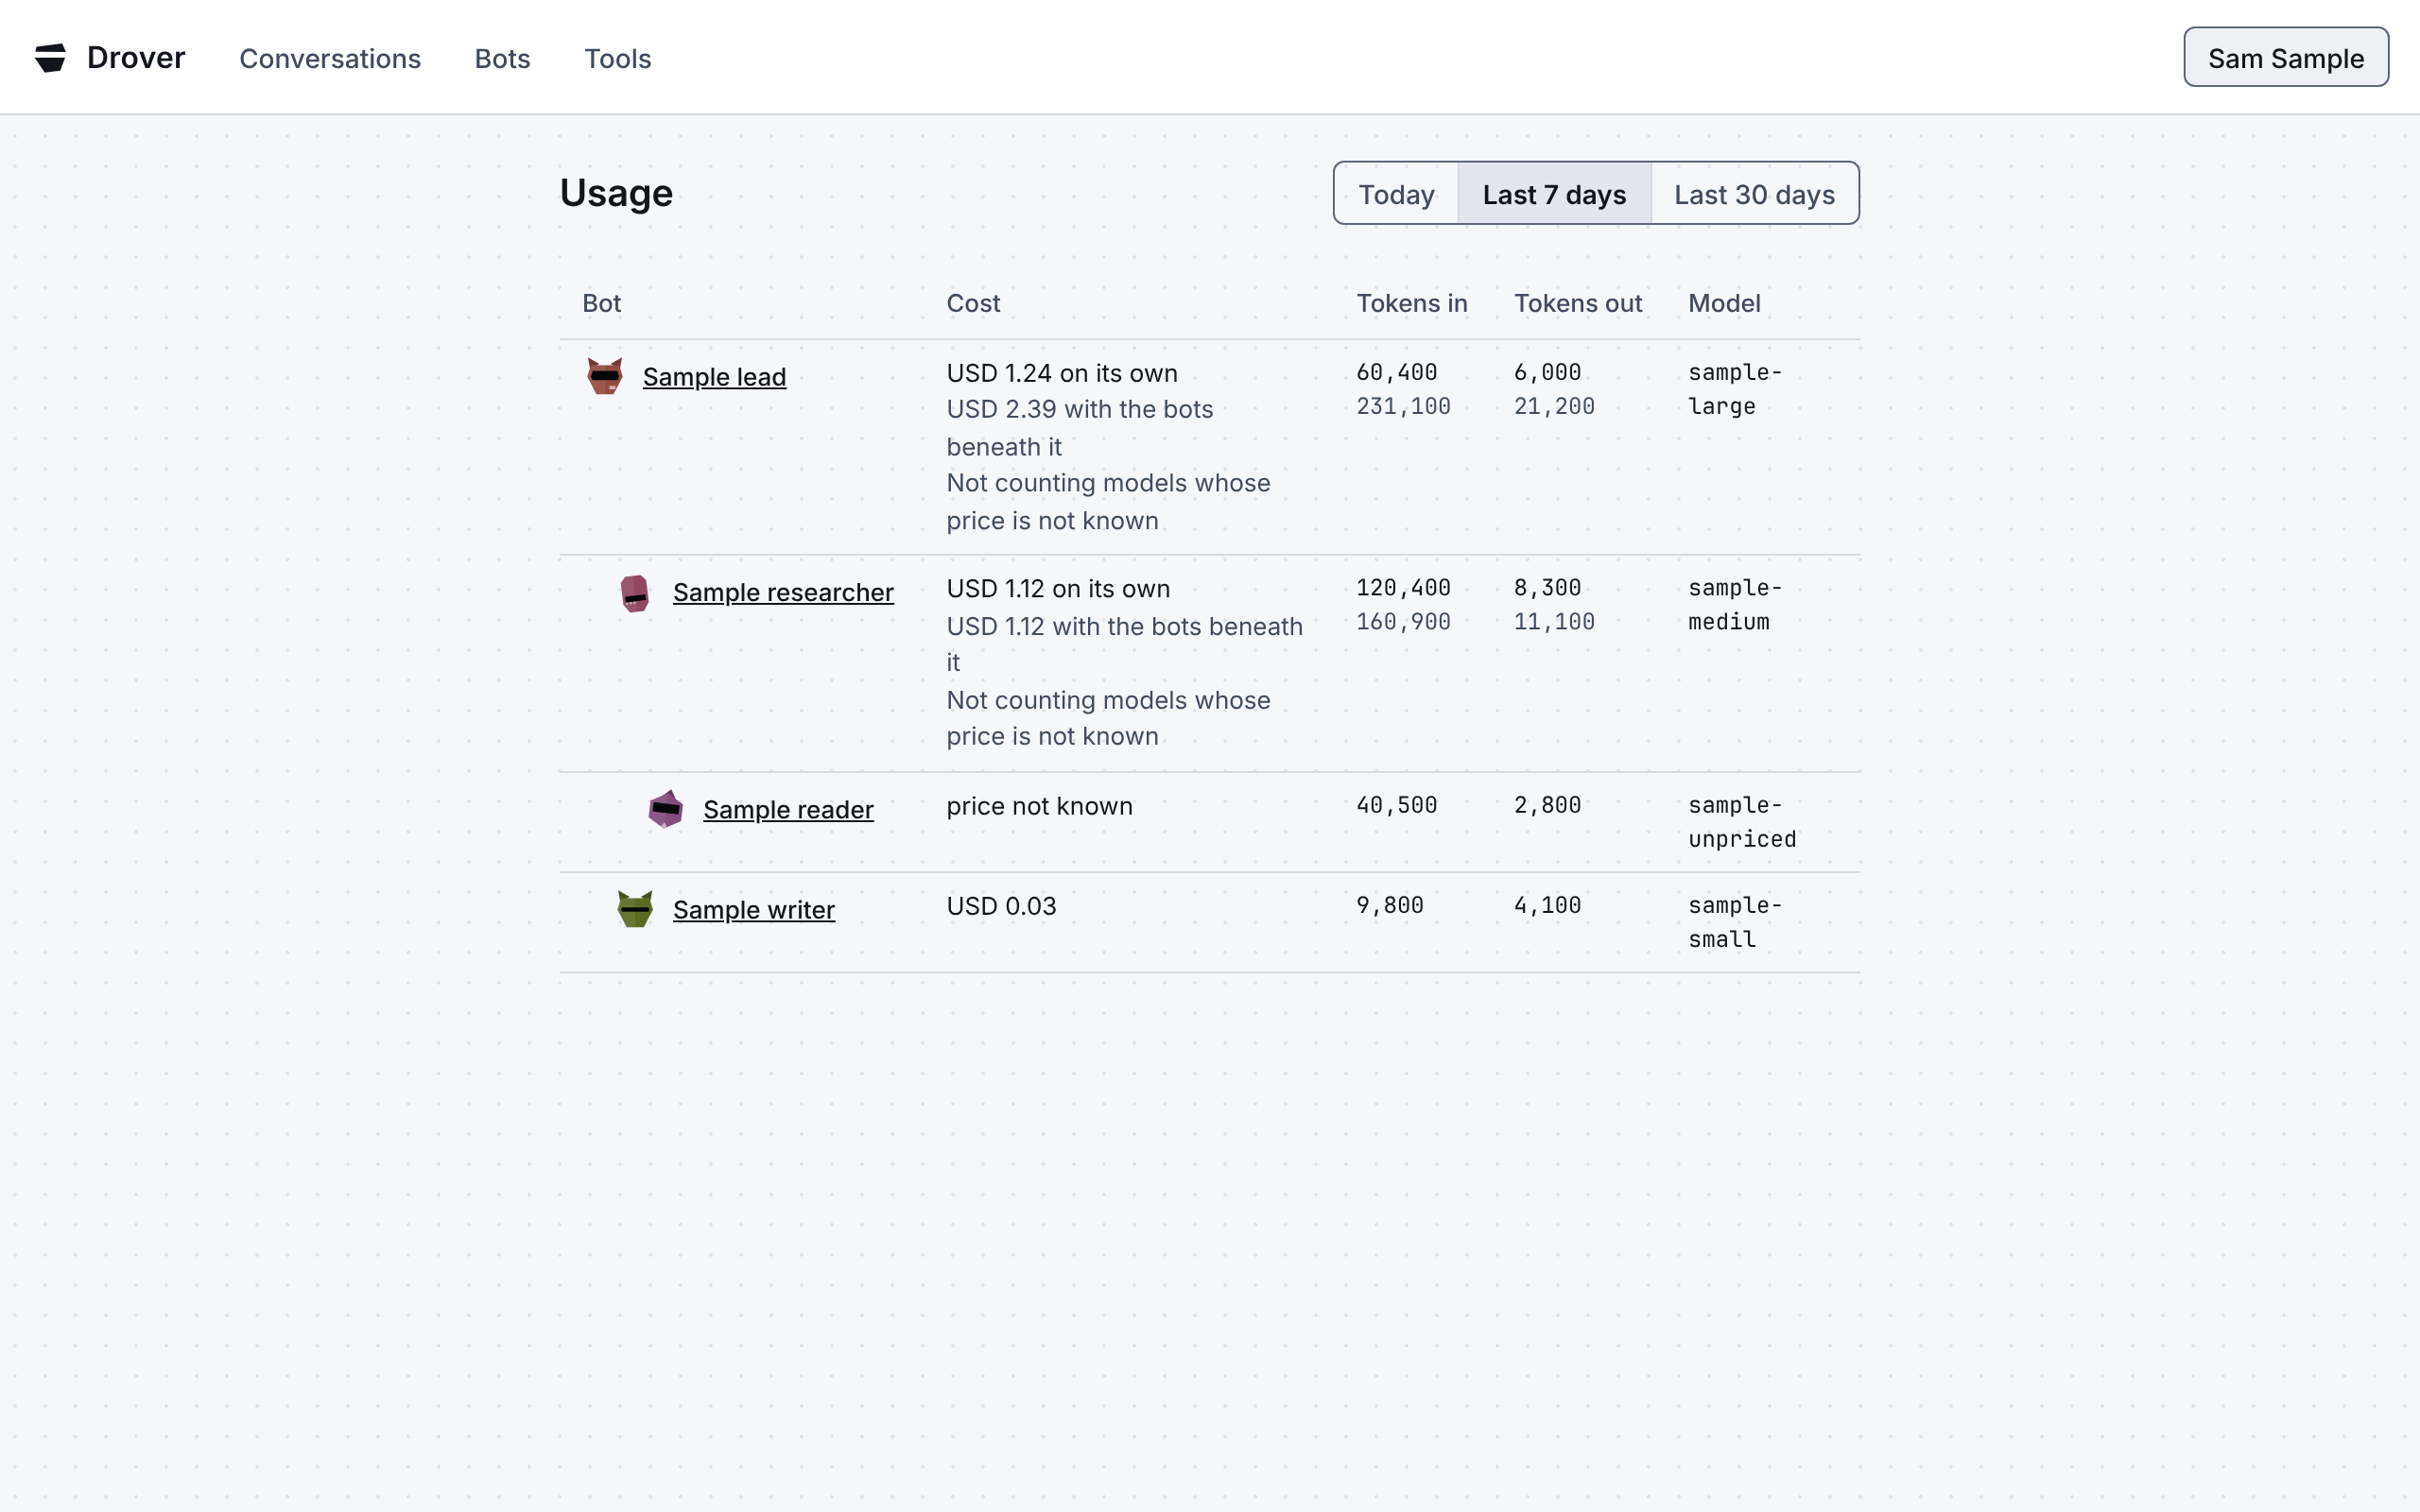 Drover Conversations Bots Tools Sam Sample
Usage Today Last 7 days Last 30 days
Bot Cost Tokens in Tokens out Model
Sample lead USD 1.24 on its own 60,400 6,000 sample-
USD 2.39 with the bots 231,100 21,200 large
beneath it
Not counting models whose
price is not known
Sample researcher USD 1.12 on its own 120,400 8,300 sample-
USD 1.12 with the bots beneath 160,900 11,100 medium
it
Not counting models whose
price is not known
Sample reader price not known 40,500 2,800 sample-
unpriced
Sample writer USD 0.03 9,800 4,100 sample-
small